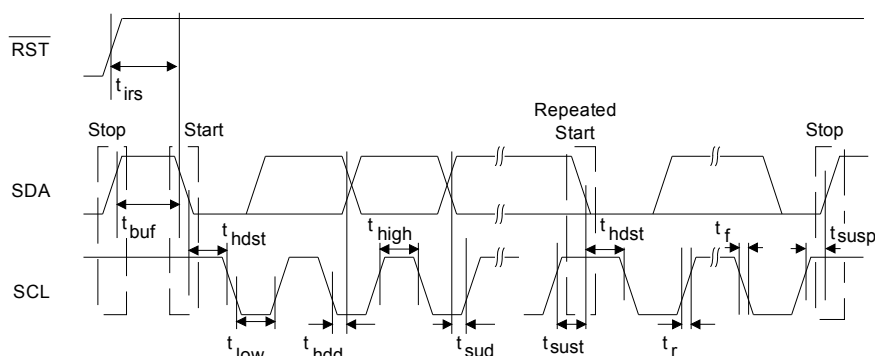 RST
t irs
Repeated
Stop Start Start Stop
SDA
t buf t hdst t high t hdst t f t susp
SCL
t low t hdd t sud t sust t r